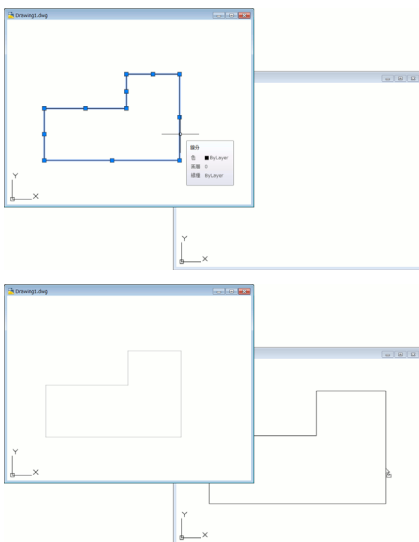 Drawing1.dwg
線分
色 ByLayer
画層 0
線種 ByLayer
Y
X
Y
X
Drawing1.dwg
Y
X
Y
X